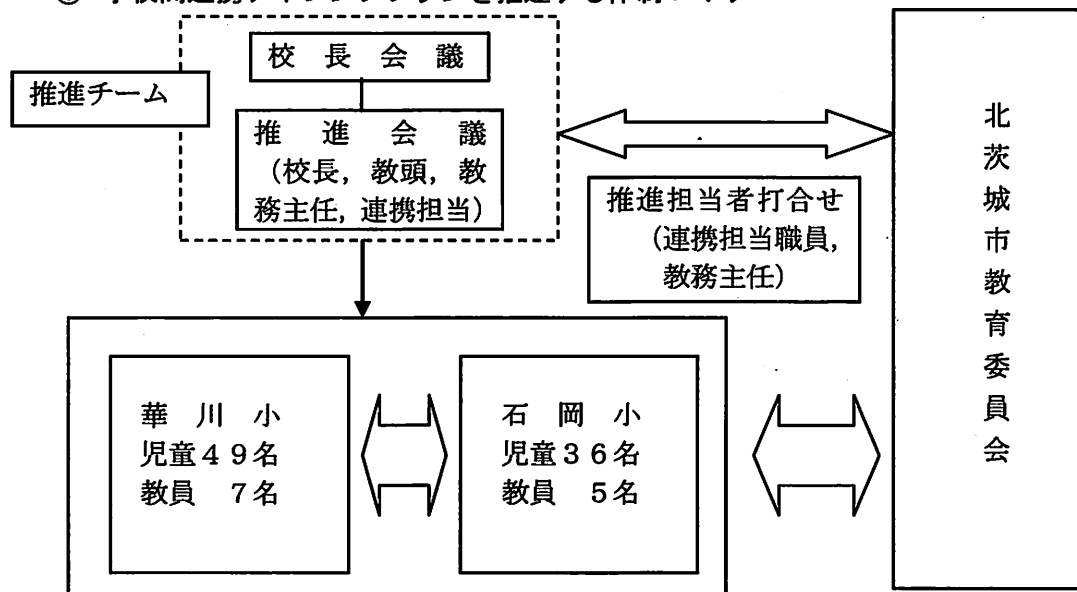 校長会議
推進チーム
推進会議
（校長，教頭，教
務主任，連携担当）
推進担当者打合せ
（連携担当職員，
教務主任）
北茨城市教育委員会
華川小
児童４９名
教員　７名
石岡小
児童３６名
教員　５名